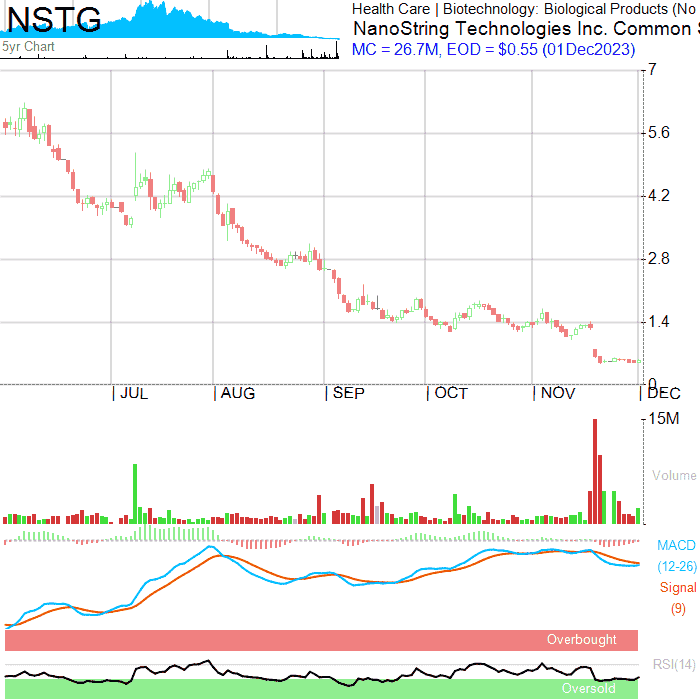 NSTG
5yr Chart
Health Care | Biotechnology: Biological Products (No
NanoString Technologies Inc. Common
MC = 26.7M, EOD = $0.55 (01Dec2023)
7
5.6
4.2
2.8
1.4
0
| JUL | AUG | SEP | OCT | NOV | DEC
15M
Volume
MACD
(12-26)
Signal
(9)
Overbought
RSI(14)
Oversold